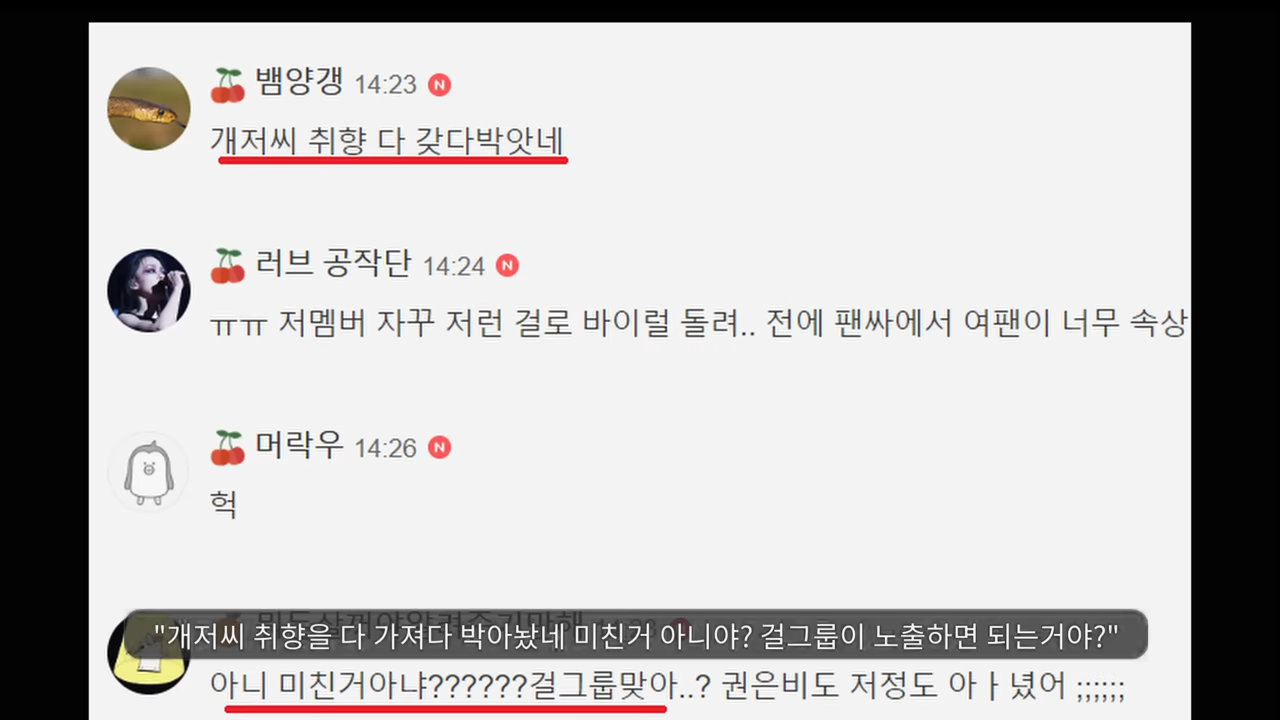 뱀양갱 14:23 N
개저씨 취향 다 갖다박앗네
러브 공작단 14:24 N
ㅠㅠ 저멤버 자꾸 저런 걸로 바이럴 돌려.. 전에 팬싸에서 여팬이 너무 속상
머락우 14:26 N
헉
"개저씨 취향을 다 가져다 박아놨네 미친거 아니야? 걸그룹이 노출하면 되는거야?"
아니 미친거아냐??????걸그룹맞아..? 권은비도 저정도 아ㅏ녔어 ;;;;;;